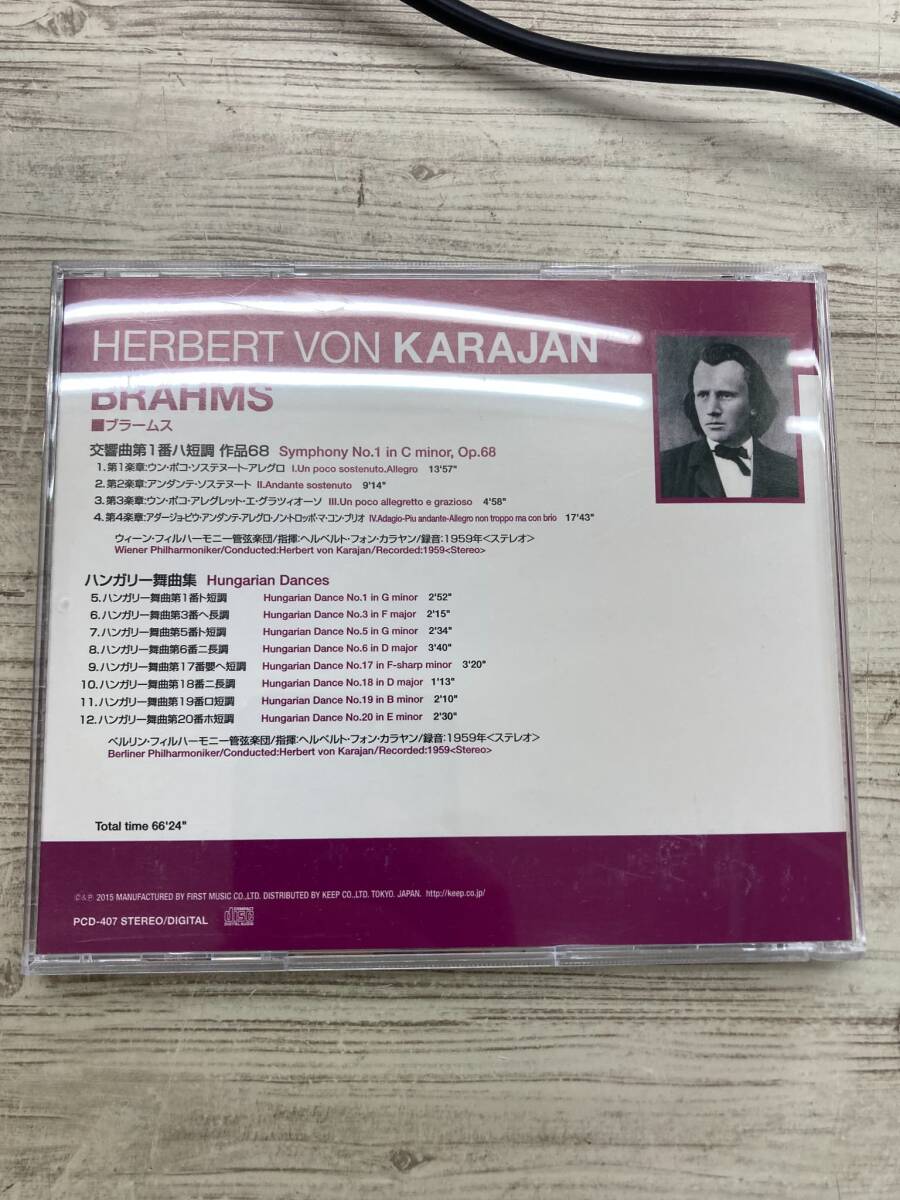 HERBERT VON KARAJAN
BRAHMS
■ブラームス
交響曲第1番ハ短調 作品68 Symphony No.1 in C minor, Op.68
1.第1楽章:ウン・ポコ・ソステヌート-アレグロ I.Un poco sostenuto.Allegro 13'57"
2.第2楽章:アンダンテ・ソステヌート II.Andante sostenuto 9'14"
3.第3楽章:ウン・ポコ・アレグレット・エ・グラツィオーソ III.Un poco allegretto e grazioso 4'58"
4.第4楽章:アダージョ-ピウ・アンダンテ-アレグロ・ノン・トロッポ・マ・コン・ブリオ IV.Adagio-Piu andante-Allegro non troppo ma con brio 17'43"
ウィーン・フィルハーモニー管弦楽団/指揮:ヘルベルト・フォン・カラヤン/録音:1959年<ステレオ>
Wiener Philharmoniker/Conducted:Herbert von Karajan/Recorded:1959<Stereo>
ハンガリー舞曲集 Hungarian Dances
5.ハンガリー舞曲第1番ト短調 Hungarian Dance No.1 in G minor 2'52"
6.ハンガリー舞曲第3番ヘ長調 Hungarian Dance No.3 in F major 2'15"
7.ハンガリー舞曲第5番ト短調 Hungarian Dance No.5 in G minor 2'34"
8.ハンガリー舞曲第6番ニ長調 Hungarian Dance No.6 in D major 3'40"
9.ハンガリー舞曲第17番嬰ヘ短調 Hungarian Dance No.17 in F-sharp minor 3'20"
10.ハンガリー舞曲第18番ニ長調 Hungarian Dance No.18 in D major 1'13"
11.ハンガリー舞曲第19番ロ短調 Hungarian Dance No.19 in B minor 2'10"
12.ハンガリー舞曲第20番ホ短調 Hungarian Dance No.20 in E minor 2'30"
ベルリン・フィルハーモニー管弦楽団/指揮:ヘルベルト・フォン・カラヤン/録音:1959年<ステレオ>
Berliner Philharmoniker/Conducted:Herbert von Karajan/Recorded:1959<Stereo>
Total time 66'24"
©&℗ 2015 MANUFACTURED BY FIRST MUSIC CO.,LTD. DISTRIBUTED BY KEEP CO.,LTD. TOKYO. JAPAN. http://keep.co.jp/
PCD-407 STEREO/DIGITAL COMPACT disc DIGITAL AUDIO